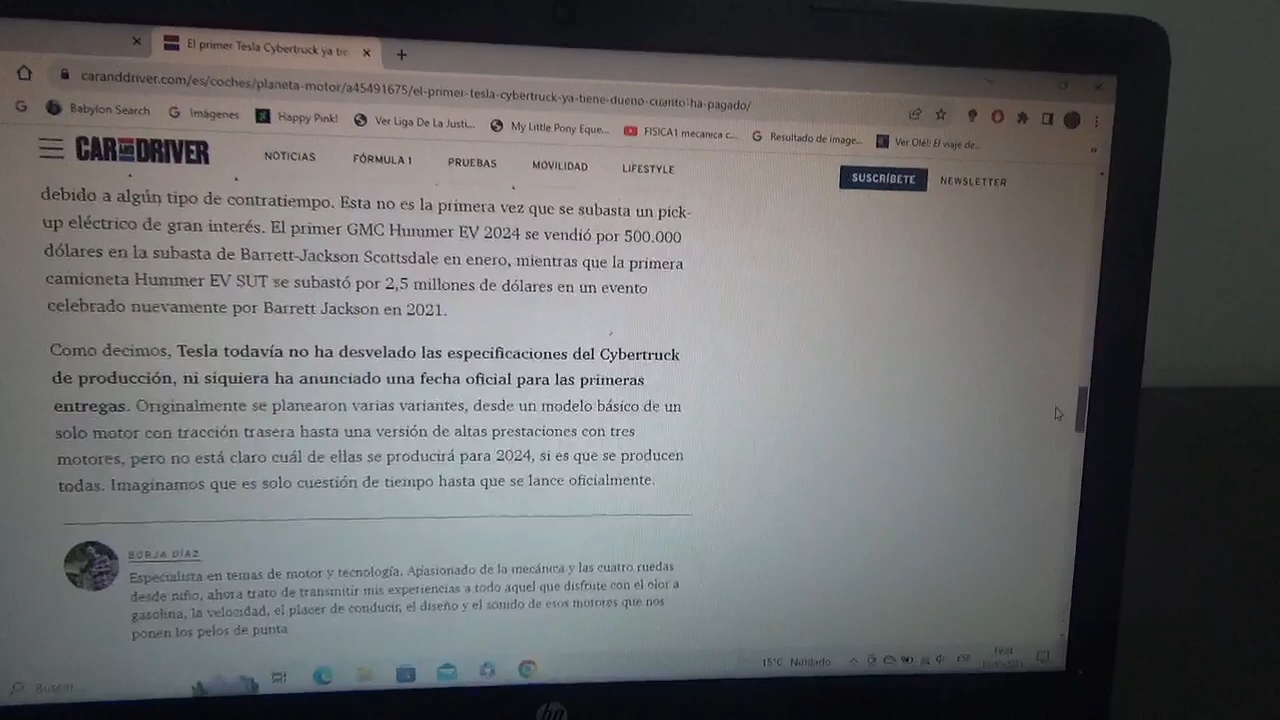 El primer Tesla Cybertruck ya tie
caranddriver.com/es/coches/planeta-motor/a45491675/el-primer-tesla-cybertruck-ya-tiene-dueno-cuanto-ha-pagado/
G Babylon Search G Imágenes Happy Pink! Ver Liga De La Justi... My Little Pony Eque... FISICA1 mecanica c... G Resultado de image... Ver Olé!: El viaje de...
CAR AND DRIVER NOTICIAS FÓRMULA 1 PRUEBAS MOVILIDAD LIFESTYLE SUSCRÍBETE NEWSLETTER
debido a algún tipo de contratiempo. Esta no es la primera vez que se subasta un pick-
up eléctrico de gran interés. El primer GMC Hummer EV 2024 se vendió por 500.000
dólares en la subasta de Barrett-Jackson Scottsdale en enero, mientras que la primera
camioneta Hummer EV SUT se subastó por 2,5 millones de dólares en un evento
celebrado nuevamente por Barrett Jackson en 2021.
Como decimos, Tesla todavía no ha desvelado las especificaciones del Cybertruck
de producción, ni siquiera ha anunciado una fecha oficial para las primeras
entregas. Originalmente se planearon varias variantes, desde un modelo básico de un
solo motor con tracción trasera hasta una versión de altas prestaciones con tres
motores, pero no está claro cuál de ellas se producirá para 2024, si es que se producen
todas. Imaginamos que es solo cuestión de tiempo hasta que se lance oficialmente.
BORJA DÍAZ
Especialista en temas de motor y tecnología. Apasionado de la mecánica y las cuatro ruedas
desde niño, ahora trato de transmitir mis experiencias a todo aquel que disfrute con el olor a
gasolina, la velocidad, el placer de conducir, el diseño y el sonido de esos motores que nos
ponen los pelos de punta
Buscar 15°C Nublado ESP
hp